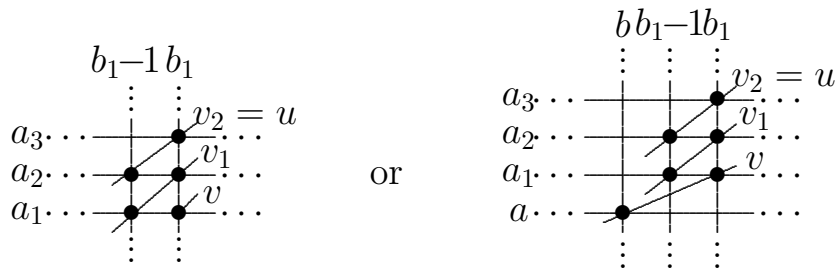 b₁−1 b₁
a₃ ··· v₂ = u ···
a₂ ··· v₁ ···
a₁ ··· v ···
or
b b₁−1 b₁
a₃ ··· v₂ = u ···
a₂ ··· v₁ ···
a₁ ··· v ···
a ··· ···